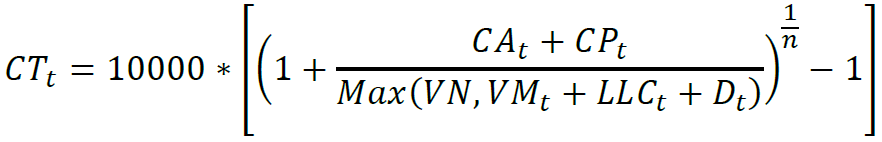 CT_t = 10000 * [(1 + (CA_t + CP_t) / (Max(VN, VM_t + LLC_t + D_t)))^(1/n) − 1]